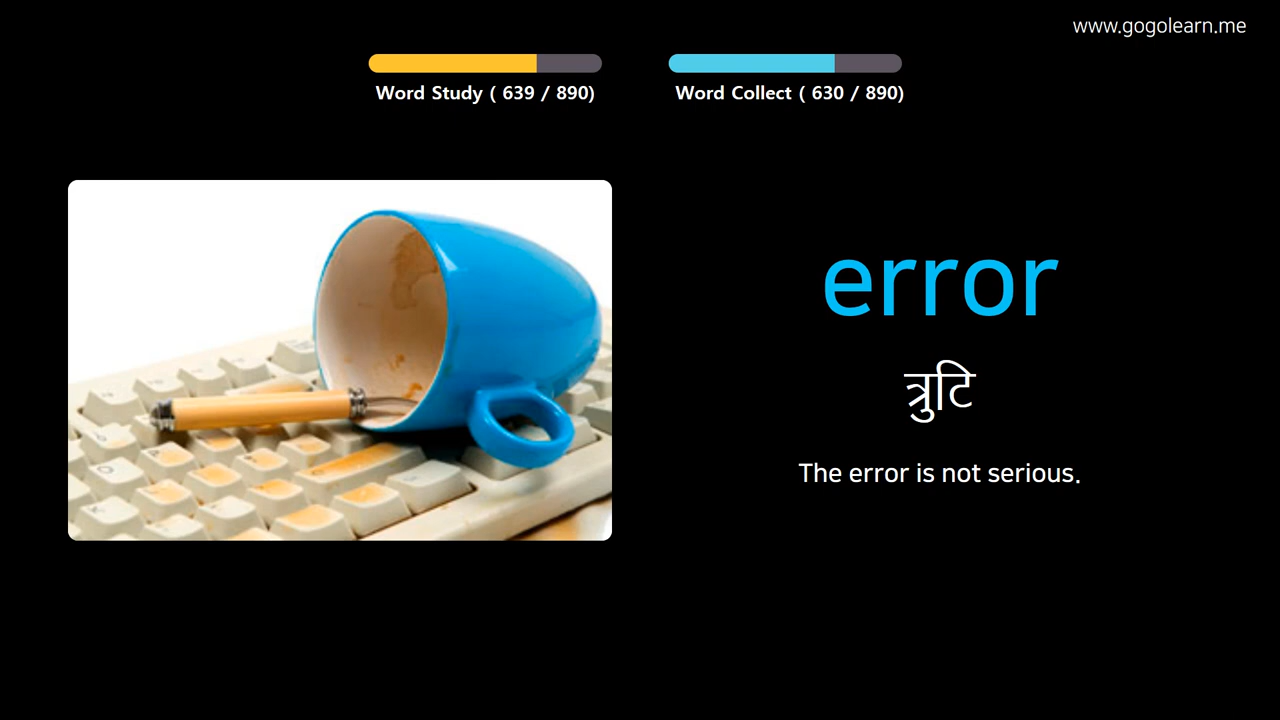 www.gogolearn.me
Word Study ( 639 / 890)
Word Collect ( 630 / 890)
error
त्रुटि
The error is not serious.